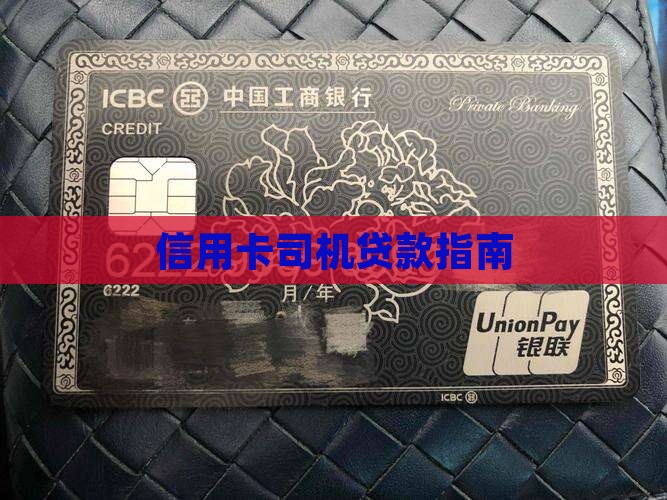 ICBC 中国工商银行
Private Banking
CREDIT
信用卡司机贷款指南
6222
月/年
UnionPay
银联
ICBC